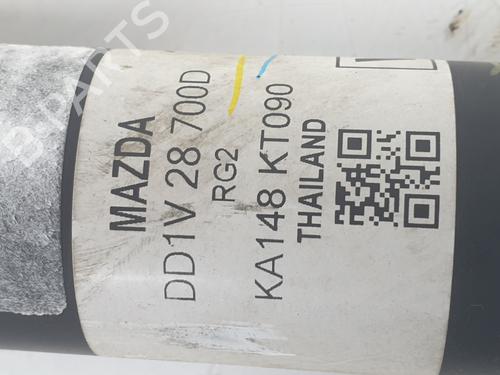 MAZDA
DD1V 28 700D
RG2
KA148 KT090
THAILAND
B-PARTS